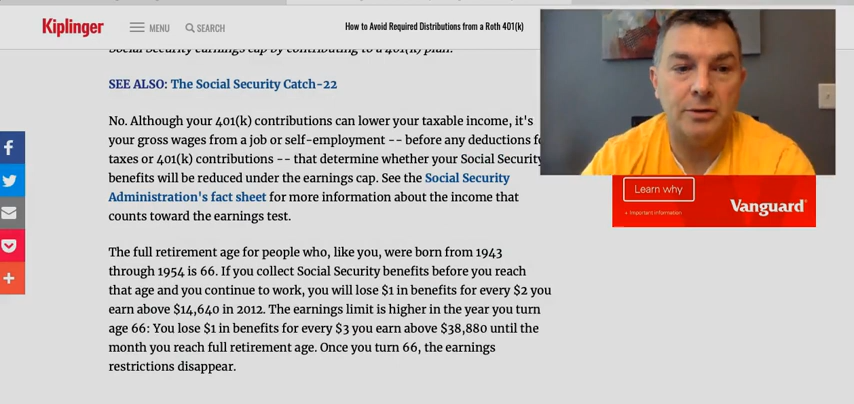 Kiplinger
MENU
SEARCH
How to Avoid Required Distributions from a Roth 401(k)
Social Security earnings cap by contributing to a 401(k) plan.
SEE ALSO: The Social Security Catch-22
No. Although your 401(k) contributions can lower your taxable income, it's
your gross wages from a job or self-employment -- before any deductions
taxes or 401(k) contributions -- that determine whether your Social Security
benefits will be reduced under the earnings cap. See the Social Security
Administration's fact sheet for more information about the income that
counts toward the earnings test.
The full retirement age for people who, like you, were born from 1943
through 1954 is 66. If you collect Social Security benefits before you reach
that age and you continue to work, you will lose $1 in benefits for every $2 you
earn above $14,640 in 2012. The earnings limit is higher in the year you turn
age 66: You lose $1 in benefits for every $3 you earn above $38,880 until the
month you reach full retirement age. Once you turn 66, the earnings
restrictions disappear.
Learn why
+ Important information
Vanguard